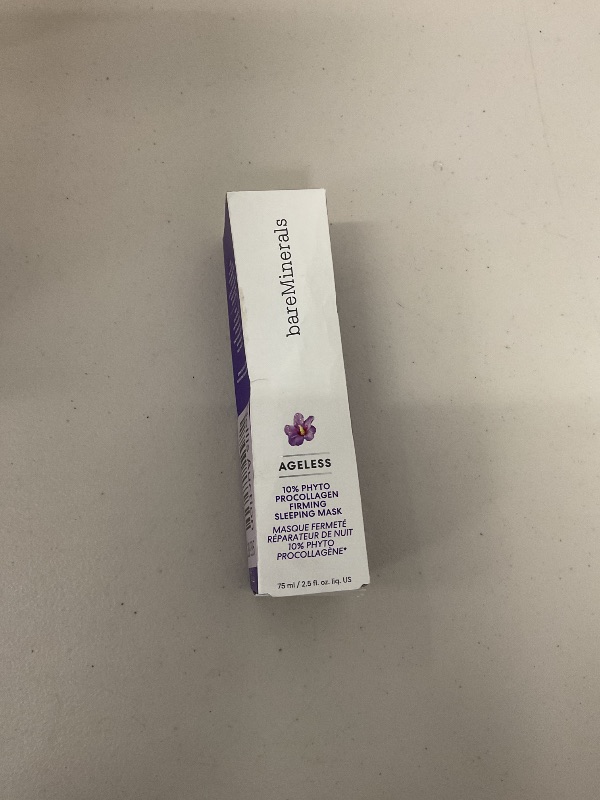 bareMinerals
AGELESS
10% PHYTO
PROCOLLAGEN
FIRMING
SLEEPING MASK
MASQUE FERMETÉ
RÉPARATEUR DE NUIT
10% PHYTO
PROCOLLAGÈNE*
75 ml / 2.5 fl. oz. liq. US